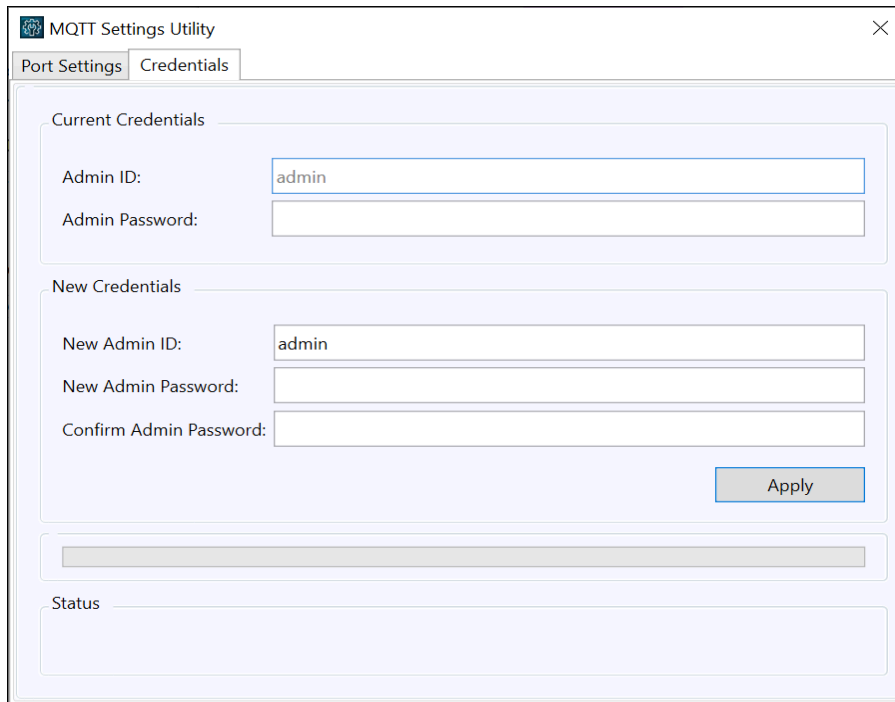 MQTT Settings Utility
Port Settings Credentials
Current Credentials
Admin ID: admin
Admin Password:
New Credentials
New Admin ID: admin
New Admin Password:
Confirm Admin Password:
Apply
Status